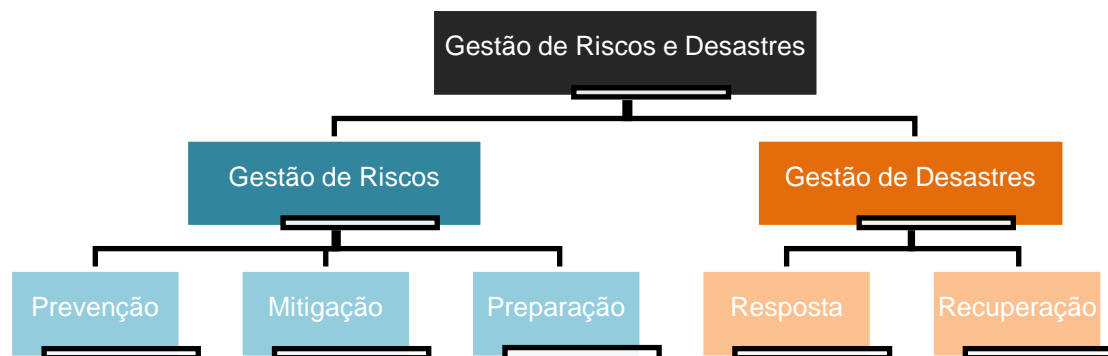 Gestão de Riscos e Desastres
Gestão de Riscos
Gestão de Desastres
Prevenção
Mitigação
Preparação
Resposta
Recuperação